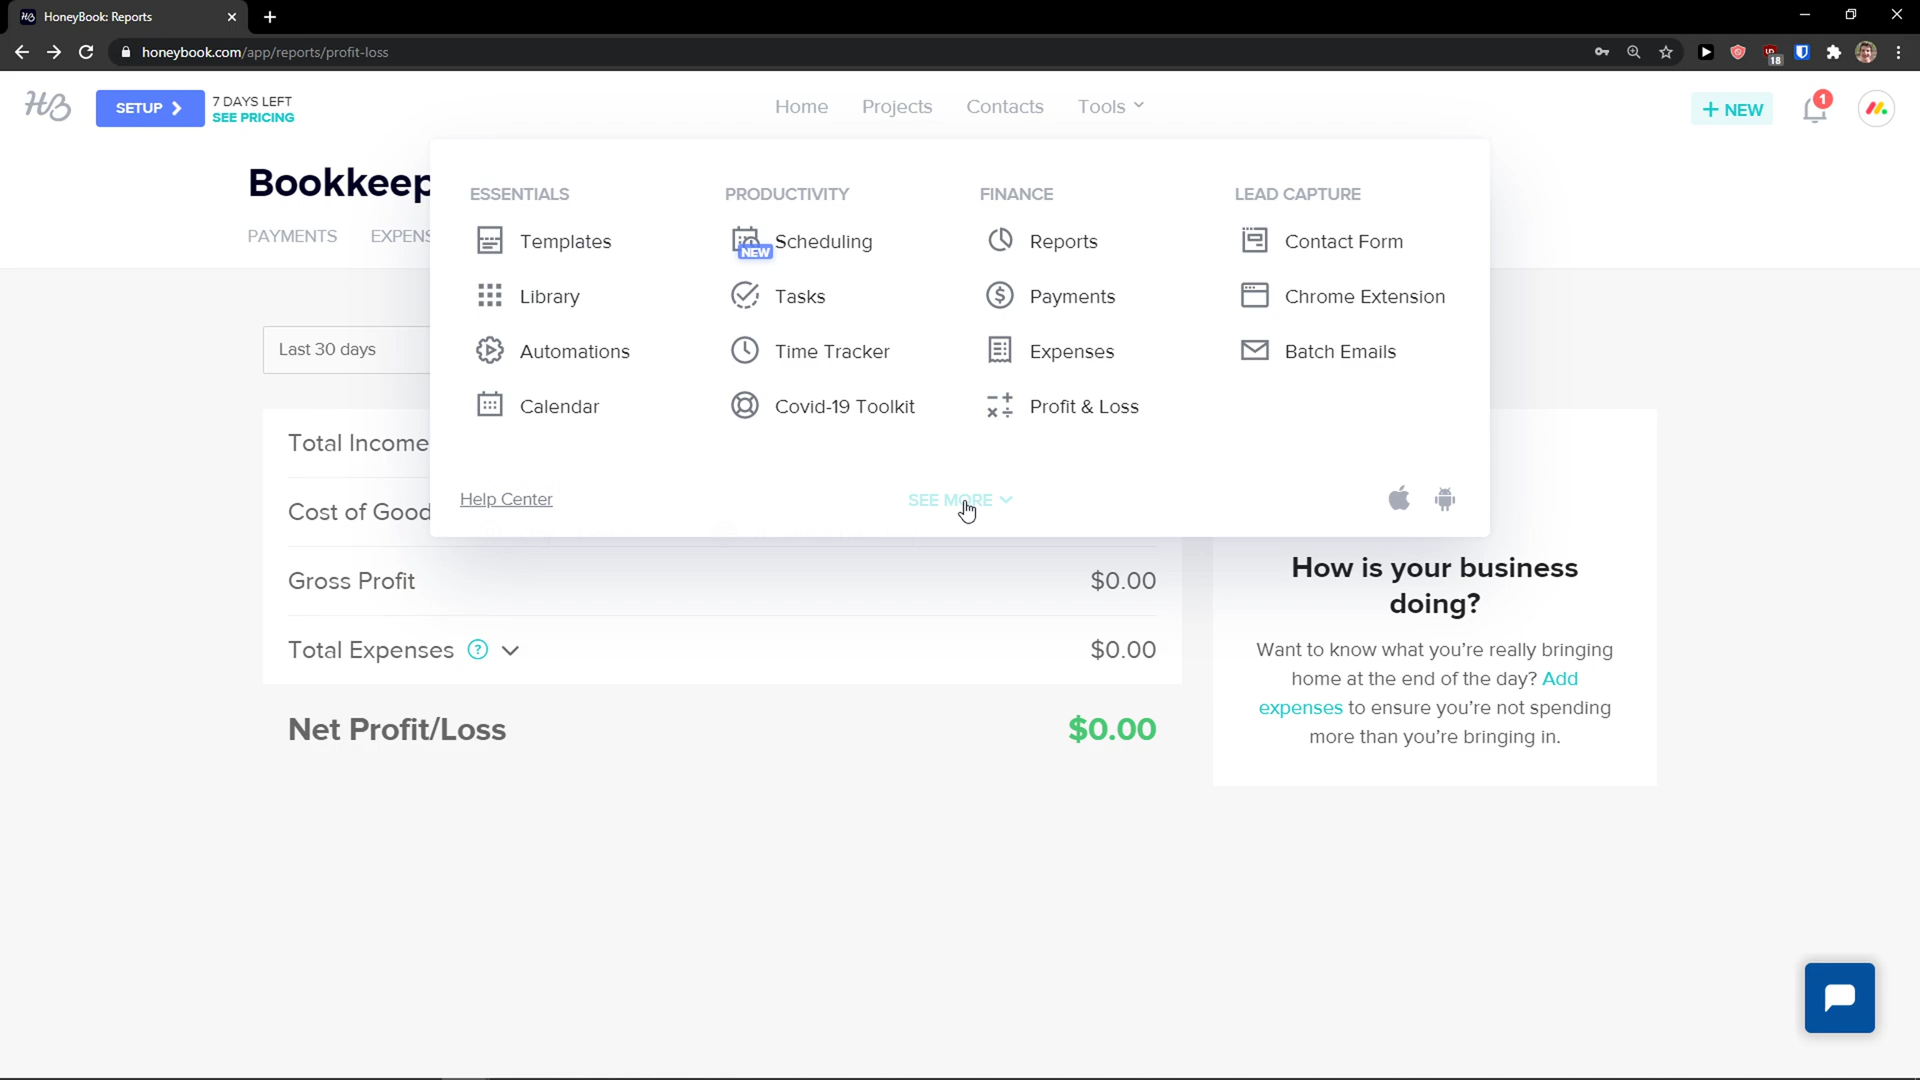 HoneyBook: Reports
honeybook.com/app/reports/profit-loss
18
HB
SETUP
7 DAYS LEFT
SEE PRICING
Home
Projects
Contacts
Tools
+ NEW
1
Bookkeep
PAYMENTS
EXPENS
Last 30 days
ESSENTIALS
Templates
Library
Automations
Calendar
PRODUCTIVITY
NEW
Scheduling
Tasks
Time Tracker
Covid-19 Toolkit
FINANCE
Reports
Payments
Expenses
Profit & Loss
LEAD CAPTURE
Contact Form
Chrome Extension
Batch Emails
Help Center
SEE MORE
Total Income
Cost of Good
Gross Profit
$0.00
Total Expenses
?
$0.00
Net Profit/Loss
$0.00
How is your business
doing?
Want to know what you're really bringing
home at the end of the day? Add
expenses to ensure you're not spending
more than you're bringing in.